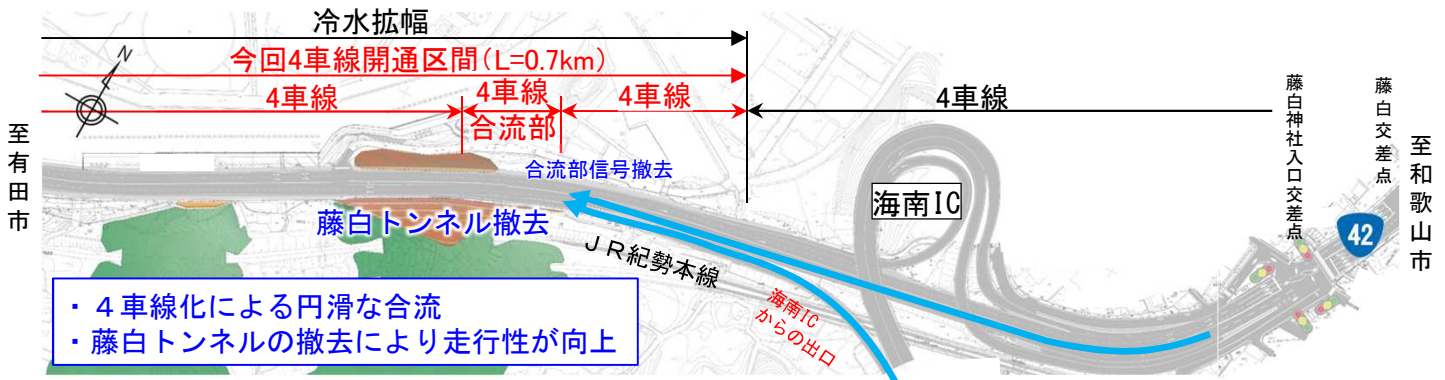 冷水拡幅
今回4車線開通区間(L=0.7km)
4車線
4車線
合流部
4車線
4車線
N
至有田市
合流部信号撤去
藤白トンネル撤去
JR紀勢本線
海南IC
からの出口
海南IC
藤白神社入口交差点
藤白交差点
42
至和歌山市
・4車線化による円滑な合流
・藤白トンネルの撤去により走行性が向上